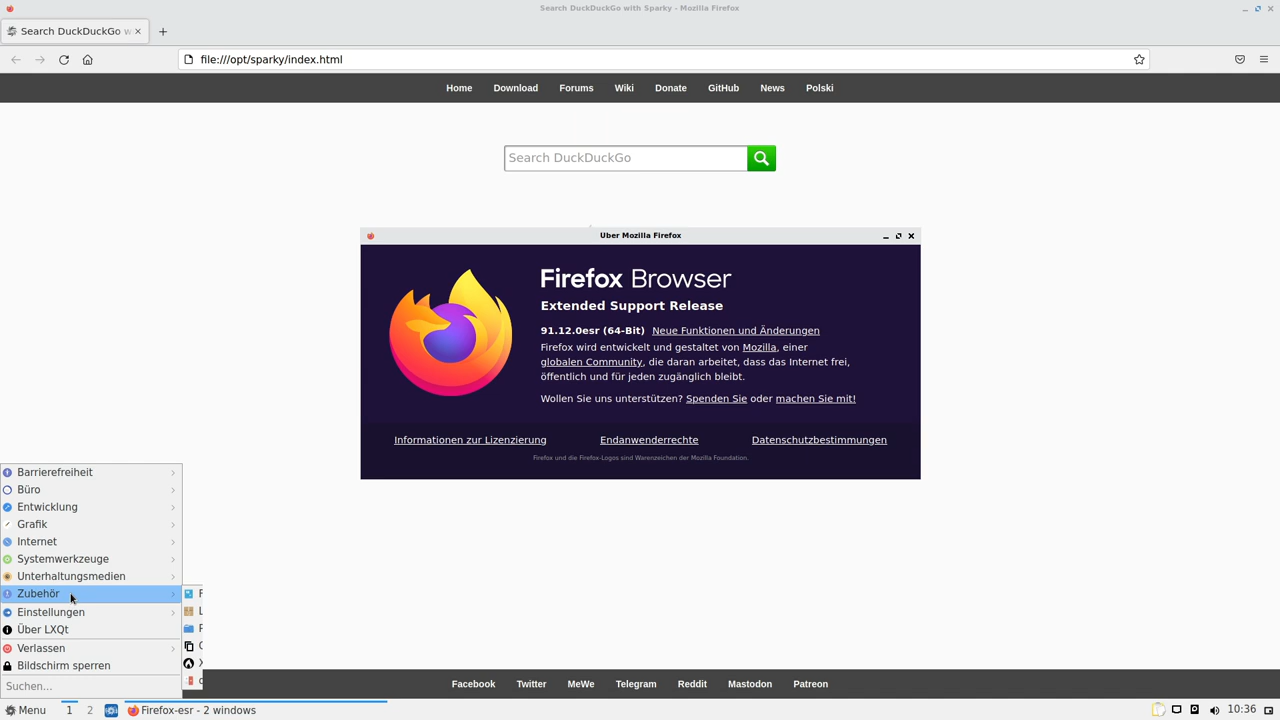 Search DuckDuckGo with Sparky - Mozilla Firefox
Search DuckDuckGo w
file:///opt/sparky/index.html
Home Download Forums Wiki Donate GitHub News Polski
Search DuckDuckGo
Über Mozilla Firefox
Firefox Browser
Extended Support Release
91.12.0esr (64-Bit) Neue Funktionen und Änderungen
Firefox wird entwickelt und gestaltet von Mozilla, einer
globalen Community, die daran arbeitet, dass das Internet frei,
öffentlich und für jeden zugänglich bleibt.
Wollen Sie uns unterstützen? Spenden Sie oder machen Sie mit!
Informationen zur Lizenzierung Endanwenderrechte Datenschutzbestimmungen
Firefox und die Firefox-Logos sind Warenzeichen der Mozilla Foundation.
Barrierefreiheit
Büro
Entwicklung
Grafik
Internet
Systemwerkzeuge
Unterhaltungsmedien
Zubehör
Einstellungen
Über LXQt
Verlassen
Bildschirm sperren
Suchen...
Facebook Twitter MeWe Telegram Reddit Mastodon Patreon
Menu 1 2 Firefox-esr - 2 windows 10:36